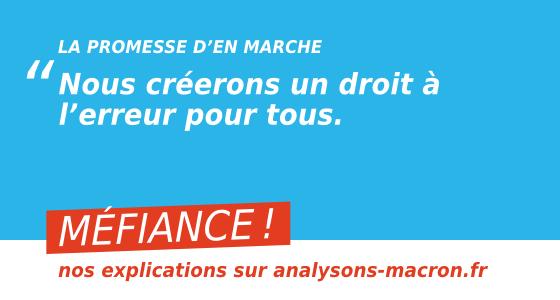 LA PROMESSE D’EN MARCHE
“ Nous créerons un droit à
l’erreur pour tous.
MÉFIANCE !
nos explications sur analysons-macron.fr